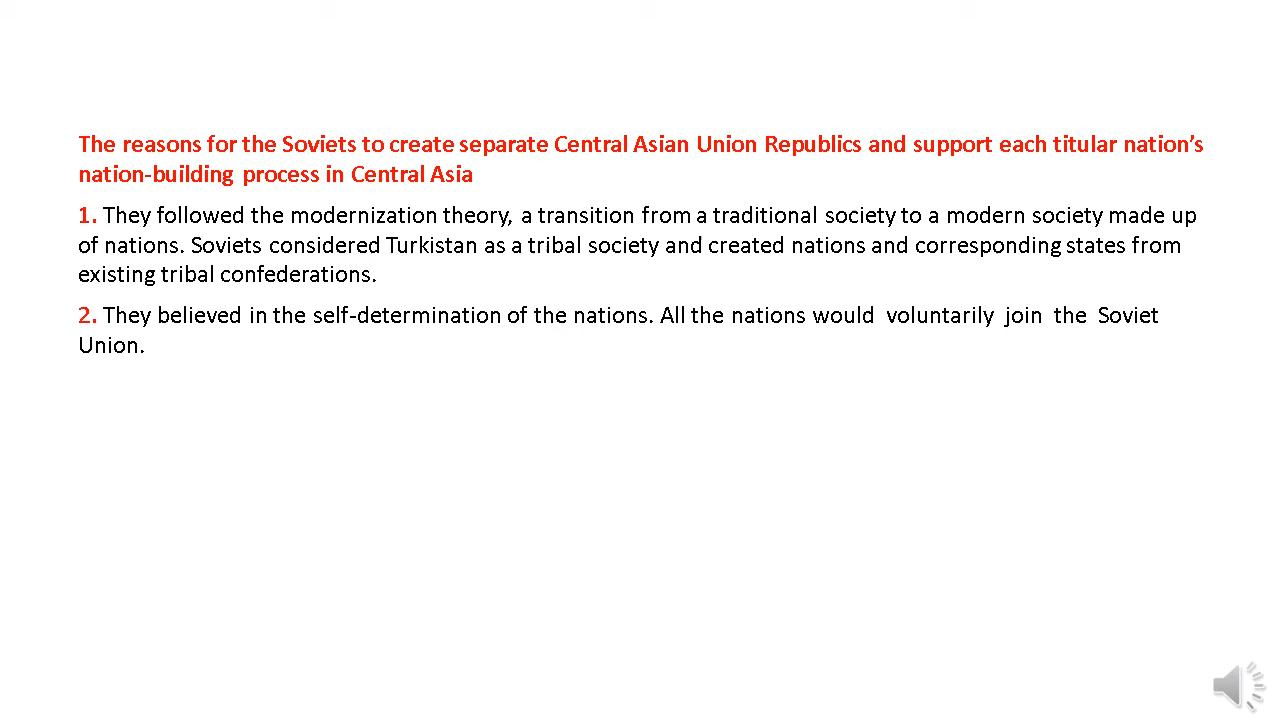 The reasons for the Soviets to create separate Central Asian Union Republics and support each titular nation’s
nation-building process in Central Asia
1. They followed the modernization theory, a transition from a traditional society to a modern society made up
of nations. Soviets considered Turkistan as a tribal society and created nations and corresponding states from
existing tribal confederations.
2. They believed in the self-determination of the nations. All the nations would voluntarily join the Soviet
Union.